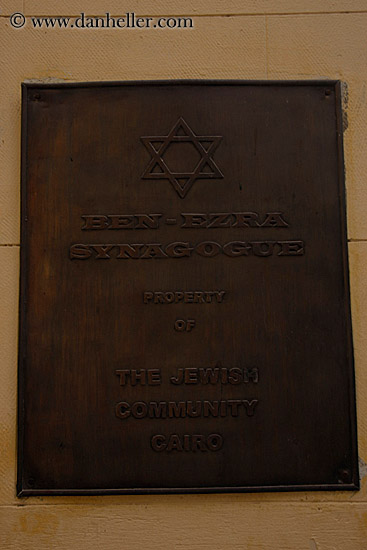 © www.danheller.com
BEN-EZRA
SYNAGOGUE
PROPERTY
OF
THE JEWISH
COMMUNITY
CAIRO